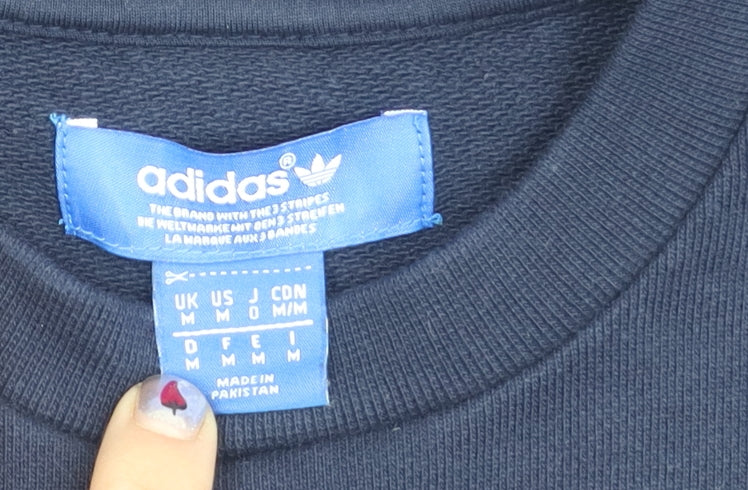 adidas®
THE BRAND WITH THE 3 STRIPES
DIE WELTMARKE MIT DEN 3 STREIFEN
LA MARQUE AUX 3 BANDES
UK US J CDN
M M O M/M
D F E I
M M M M
MADE IN
PAKISTAN